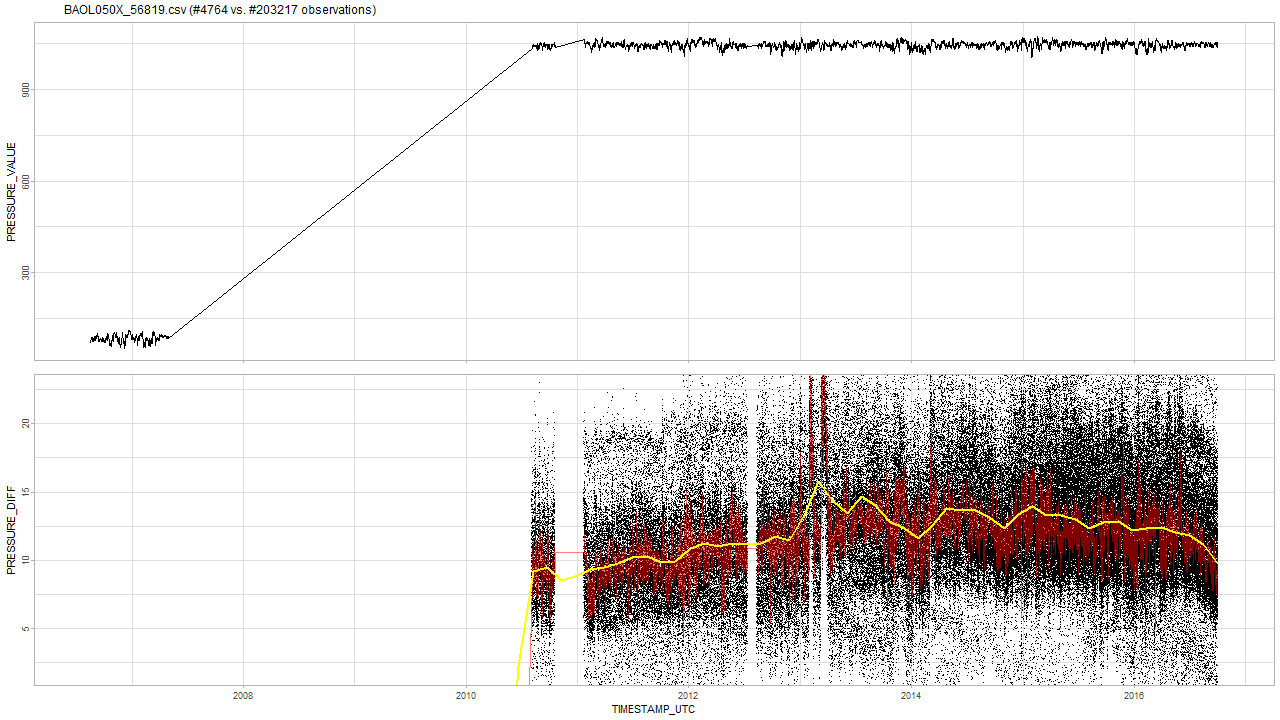 BAOL050X_56819.csv (#4764 vs. #203217 observations)
PRESSURE_VALUE
900
600
300
PRESSURE_DIFF
20
15
10
5
2008 2010 2012 2014 2016
TIMESTAMP_UTC